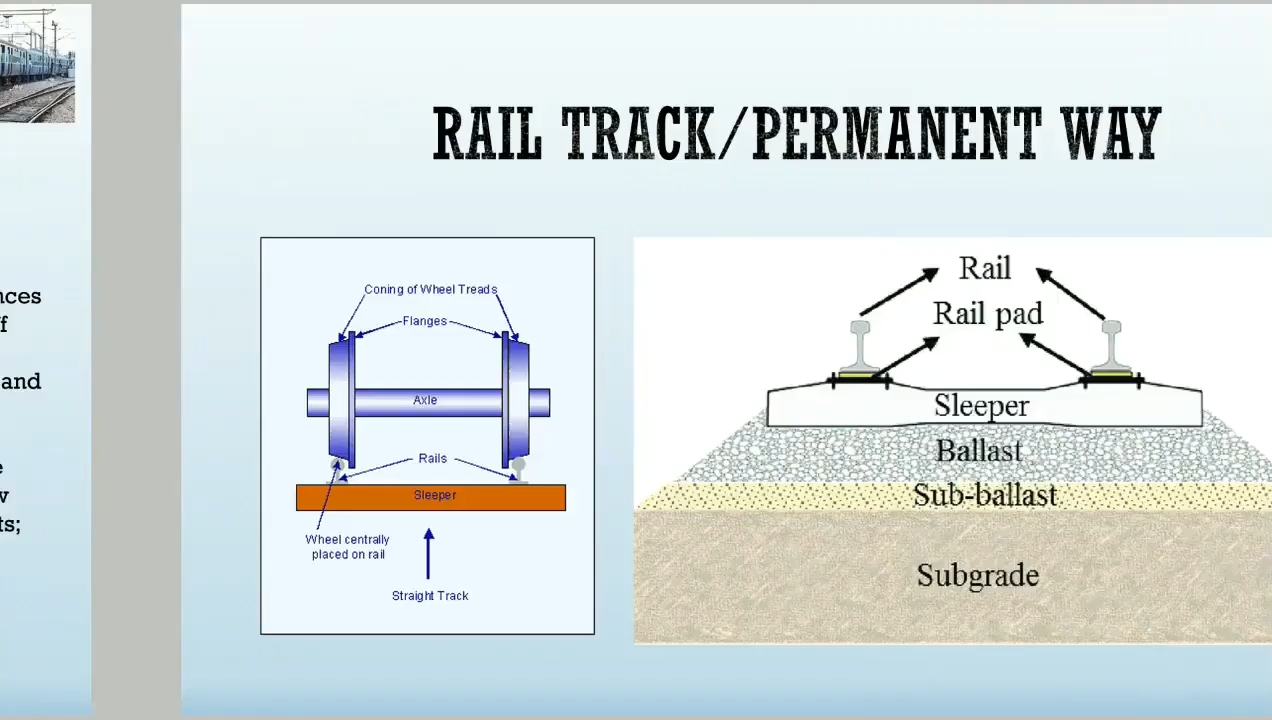 nces
f
and
e
v
ts;
RAIL TRACK/PERMANENT WAY
Coning of Wheel Treads
Flanges
Axle
Rails
Sleeper
Wheel centrally
placed on rail
Straight Track
Rail
Rail pad
Sleeper
Ballast
Sub-ballast
Subgrade